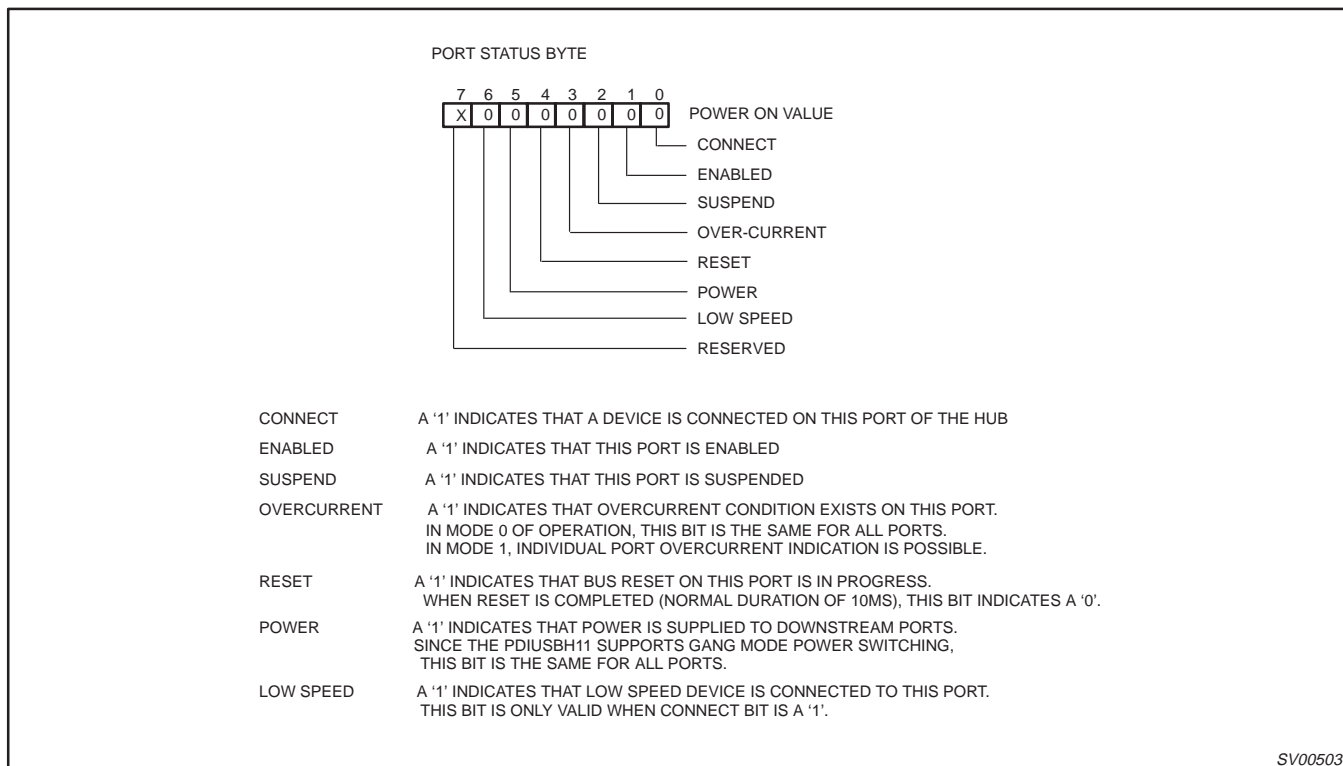 PORT STATUS BYTE
7 6 5 4 3 2 1 0
X 0 0 0 0 0 0 0 POWER ON VALUE
CONNECT
ENABLED
SUSPEND
OVER-CURRENT
RESET
POWER
LOW SPEED
RESERVED
CONNECT A ‘1’ INDICATES THAT A DEVICE IS CONNECTED ON THIS PORT OF THE HUB
ENABLED A ‘1’ INDICATES THAT THIS PORT IS ENABLED
SUSPEND A ‘1’ INDICATES THAT THIS PORT IS SUSPENDED
OVERCURRENT A ‘1’ INDICATES THAT OVERCURRENT CONDITION EXISTS ON THIS PORT.
IN MODE 0 OF OPERATION, THIS BIT IS THE SAME FOR ALL PORTS.
IN MODE 1, INDIVIDUAL PORT OVERCURRENT INDICATION IS POSSIBLE.
RESET A ‘1’ INDICATES THAT BUS RESET ON THIS PORT IS IN PROGRESS.
WHEN RESET IS COMPLETED (NORMAL DURATION OF 10MS), THIS BIT INDICATES A ‘0’.
POWER A ‘1’ INDICATES THAT POWER IS SUPPLIED TO DOWNSTREAM PORTS.
SINCE THE PDIUSBH11 SUPPORTS GANG MODE POWER SWITCHING,
THIS BIT IS THE SAME FOR ALL PORTS.
LOW SPEED A ‘1’ INDICATES THAT LOW SPEED DEVICE IS CONNECTED TO THIS PORT.
THIS BIT IS ONLY VALID WHEN CONNECT BIT IS A ‘1’.
SV00503